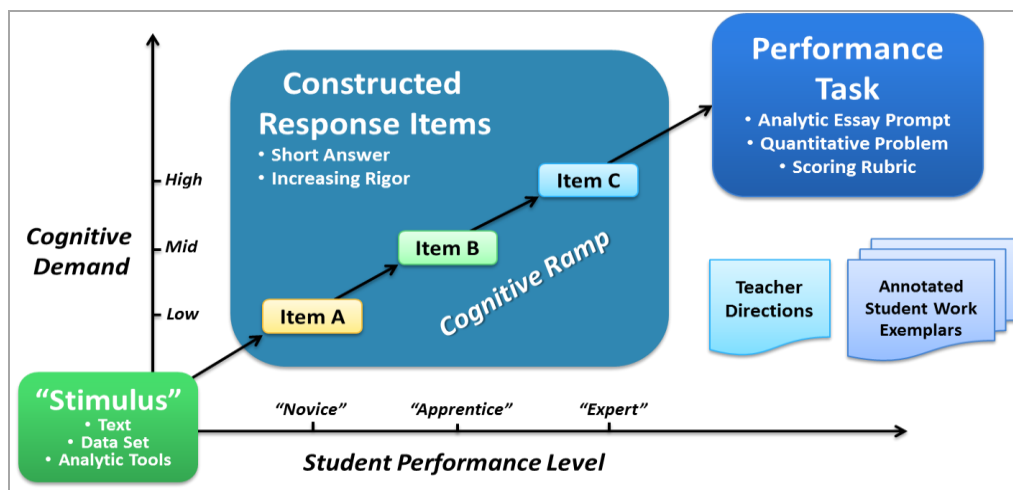 Constructed
Response Items
• Short Answer
• Increasing Rigor
Performance
Task
• Analytic Essay Prompt
• Quantitative Problem
• Scoring Rubric
High
Mid
Low
Cognitive
Demand
Item A
Item B
Item C
Cognitive Ramp
Teacher
Directions
Annotated
Student Work
Exemplars
“Stimulus”
• Text
• Data Set
• Analytic Tools
“Novice”
“Apprentice”
“Expert”
Student Performance Level